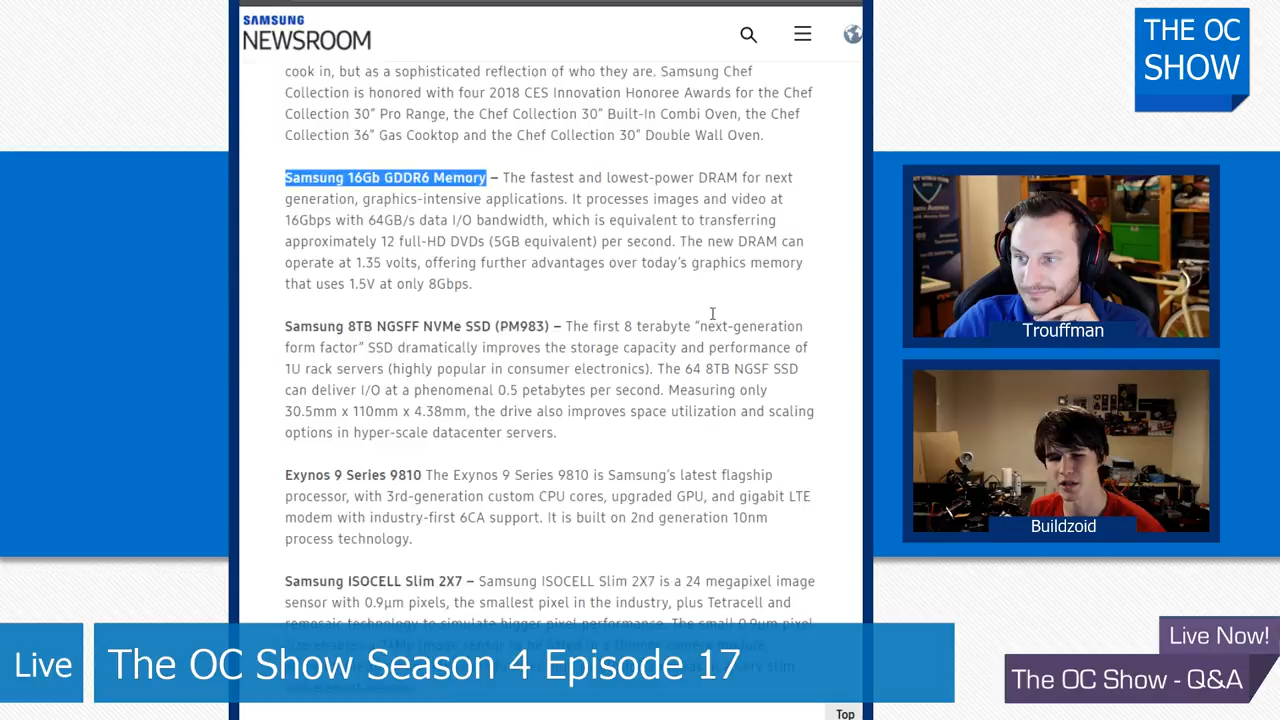 SAMSUNG
NEWSROOM
cook in, but as a sophisticated reflection of who they are. Samsung Chef
Collection is honored with four 2018 CES Innovation Honoree Awards for the Chef
Collection 30” Pro Range, the Chef Collection 30” Built-In Combi Oven, the Chef
Collection 36” Gas Cooktop and the Chef Collection 30” Double Wall Oven.
Samsung 16Gb GDDR6 Memory – The fastest and lowest-power DRAM for next
generation, graphics-intensive applications. It processes images and video at
16Gbps with 64GB/s data I/O bandwidth, which is equivalent to transferring
approximately 12 full-HD DVDs (5GB equivalent) per second. The new DRAM can
operate at 1.35 volts, offering further advantages over today’s graphics memory
that uses 1.5V at only 8Gbps.
Samsung 8TB NGSFF NVMe SSD (PM983) – The first 8 terabyte “next-generation
form factor” SSD dramatically improves the storage capacity and performance of
1U rack servers (highly popular in consumer electronics). The 64 8TB NGSF SSD
can deliver I/O at a phenomenal 0.5 petabytes per second. Measuring only
30.5mm x 110mm x 4.38mm, the drive also improves space utilization and scaling
options in hyper-scale datacenter servers.
Exynos 9 Series 9810 The Exynos 9 Series 9810 is Samsung’s latest flagship
processor, with 3rd-generation custom CPU cores, upgraded GPU, and gigabit LTE
modem with industry-first 6CA support. It is built on 2nd generation 10nm
process technology.
Samsung ISOCELL Slim 2X7 – Samsung ISOCELL Slim 2X7 is a 24 megapixel image
sensor with 0.9μm pixels, the smallest pixel in the industry, plus Tetracell and
remosaic technology to simulate bigger pixel performance. The small 0.9μm pixel
Top
THE OC
SHOW
Trouffman
Buildzoid
Live
The OC Show Season 4 Episode 17
Live Now!
The OC Show - Q&A